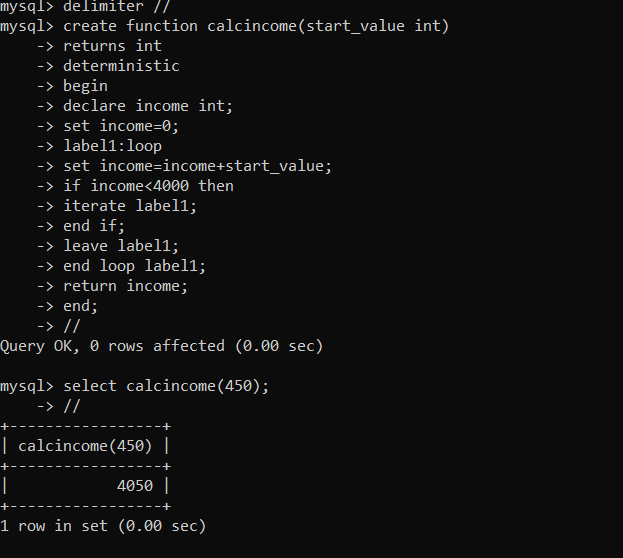 mysql> delimiter //
mysql> create function calcincome(start_value int)
    -> returns int
    -> deterministic
    -> begin
    -> declare income int;
    -> set income=0;
    -> label1:loop
    -> set income=income+start_value;
    -> if income<4000 then
    -> iterate label1;
    -> end if;
    -> leave label1;
    -> end loop label1;
    -> return income;
    -> end;
    -> //
Query OK, 0 rows affected (0.00 sec)

mysql> select calcincome(450);
    -> //
+-----------------+
| calcincome(450) |
+-----------------+
|            4050 |
+-----------------+
1 row in set (0.00 sec)